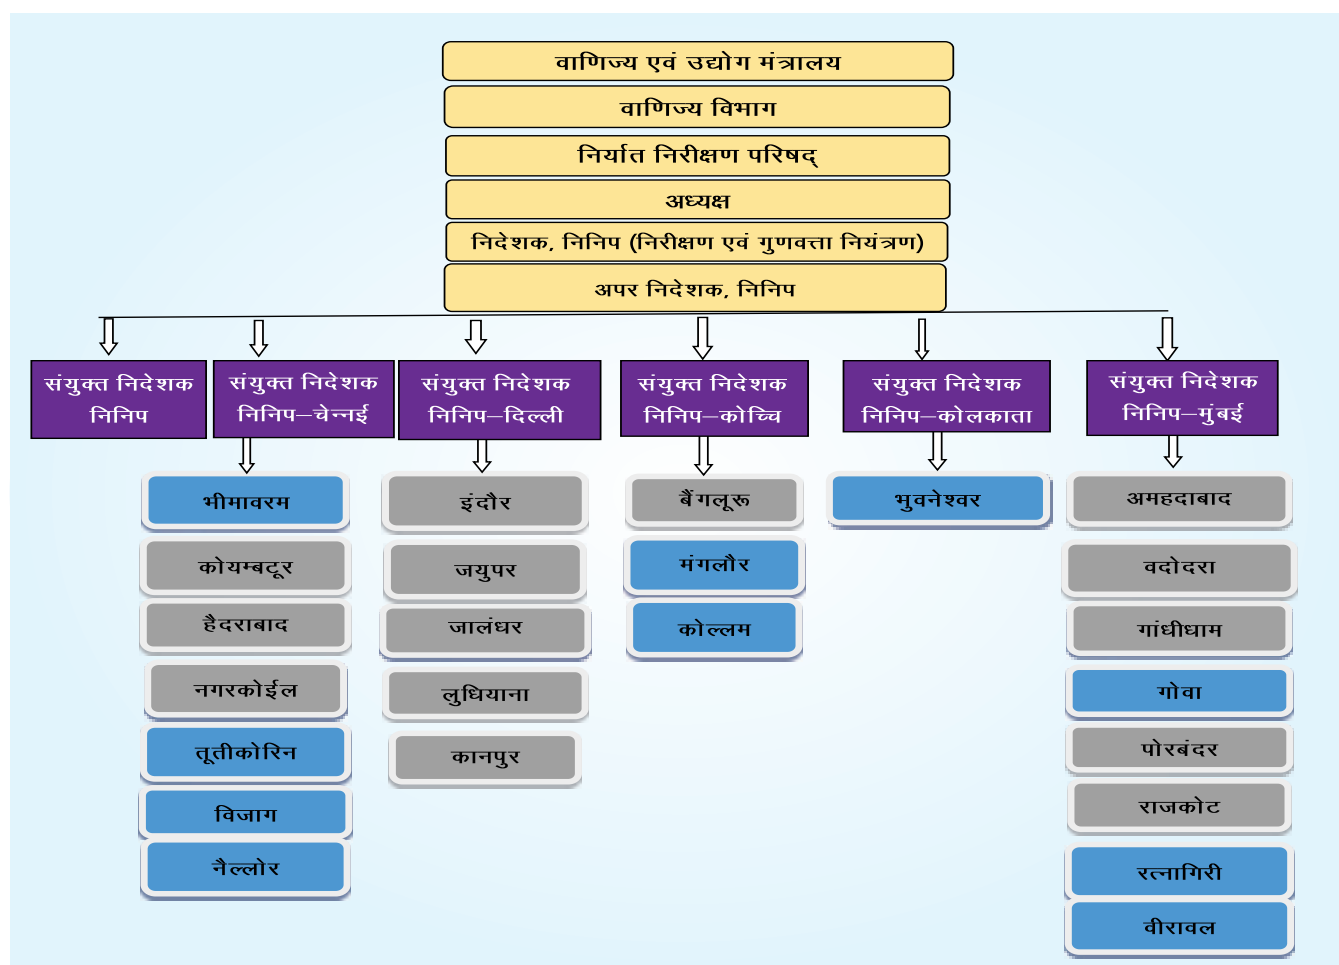 वाणिज्य एवं उद्योग मंत्रालय
वाणिज्य विभाग
निर्यात निरीक्षण परिषद्
अध्यक्ष
निदेशक, निनिप (निरीक्षण एवं गुणवत्ता नियंत्रण)
अपर निदेशक, निनिप
संयुक्त निदेशक
निनिप
संयुक्त निदेशक
निनिप–चेन्नई
संयुक्त निदेशक
निनिप–दिल्ली
संयुक्त निदेशक
निनिप–कोच्चि
संयुक्त निदेशक
निनिप–कोलकाता
संयुक्त निदेशक
निनिप–मुंबई
भीमावरम
कोयम्बटूर
हैदराबाद
नगरकोईल
तूतीकोरिन
विजाग
नैल्लोर
इंदौर
जयुपर
जालंधर
लुधियाना
कानपुर
बैंगलूरू
मंगलौर
कोल्लम
भुवनेश्वर
अमहदाबाद
वदोदरा
गांधीधाम
गोवा
पोरबंदर
राजकोट
रत्नागिरी
वीरावल